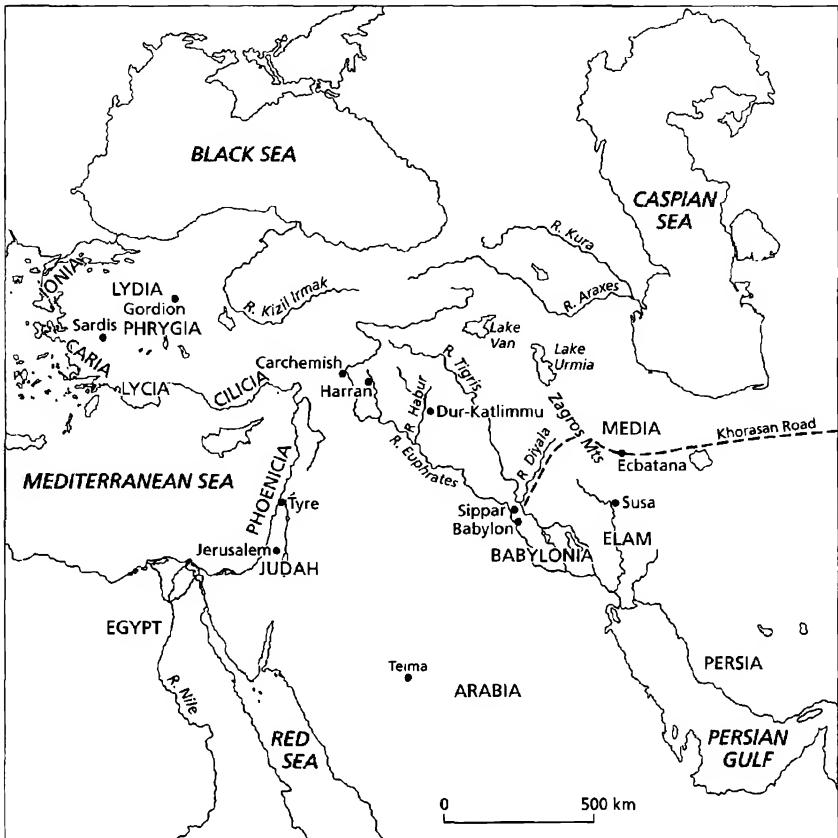 BLACK SEA
CASPIAN
SEA
R. Kura
R. Araxes
IONIA
LYDIA
Gordion
PHRYGIA
R. Kizil Irmak
Sardis
CARIA
LYCIA
CILICIA
Carchemish
Harran
R. Habur
R. Tigris
Lake
Van
Lake
Urmia
Dur-Katlimmu
Zagros Mts
MEDIA
Khorasan Road
Ecbatana
R. Euphrates
R Diyala
MEDITERRANEAN SEA
PHOENICIA
Tyre
Sippar
Babylon
BABYLONIA
Susa
ELAM
Jerusalem
JUDAH
EGYPT
R. Nile
Teima
ARABIA
PERSIA
RED
SEA
PERSIAN
GULF
0 500 km